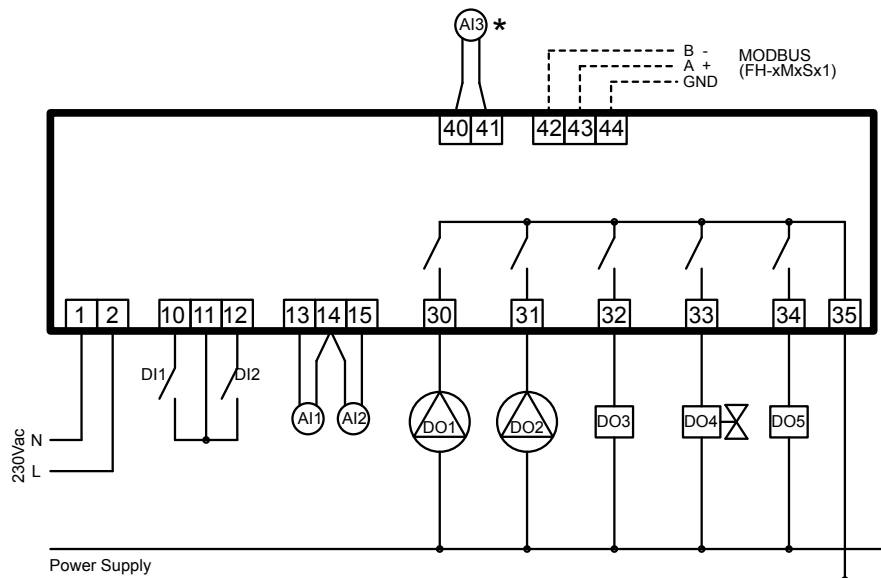 AI3 *
B -
A +
GND
MODBUS
(FH-xMxSx1)
40 41 42 43 44
1 2 10 11 12 13 14 15 30 31 32 33 34 35
DI1 DI2
AI1 AI2 DO1 DO2 DO3 DO4 DO5
230Vac
N
L
Power Supply